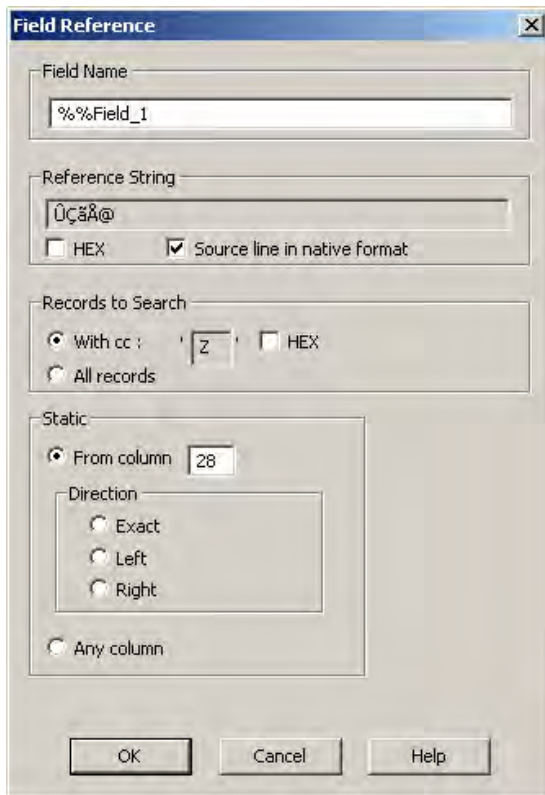 Field Reference
Field Name
%%Field_1
Reference String
ÛÇãÅ@
HEX Source line in native format
Records to Search
With cc : ' Z ' HEX
All records
Static
From column 28
Direction
Exact
Left
Right
Any column
OK Cancel Help